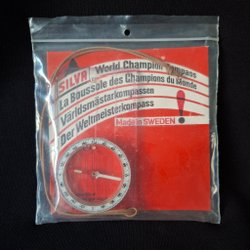 SILVA World Champion Compass
La Boussole des Champions du Monde
Världsmästarkompassen
Der Weltmeisterkompass
Made in SWEDEN
!